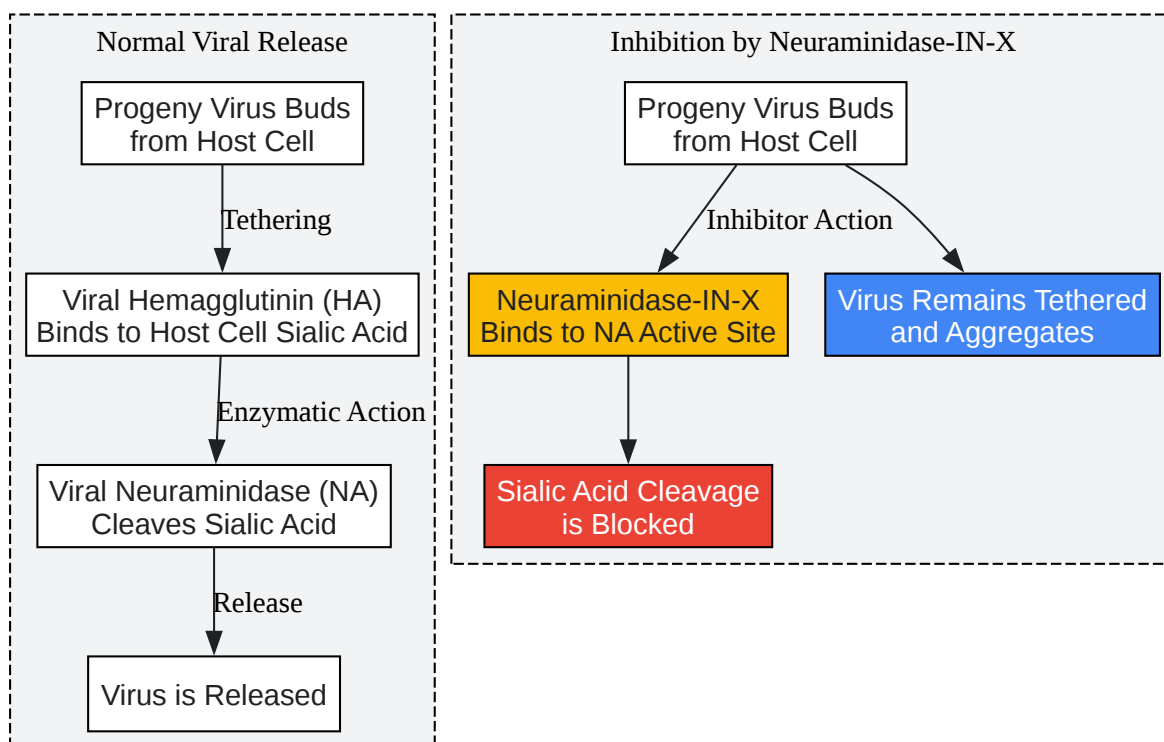 Normal Viral Release
Progeny Virus Buds
from Host Cell
Tethering
Viral Hemagglutinin (HA)
Binds to Host Cell Sialic Acid
Enzymatic Action
Viral Neuraminidase (NA)
Cleaves Sialic Acid
Release
Virus is Released
Inhibition by Neuraminidase-IN-X
Progeny Virus Buds
from Host Cell
Inhibitor Action
Neuraminidase-IN-X
Binds to NA Active Site
Virus Remains Tethered
and Aggregates
Sialic Acid Cleavage
is Blocked